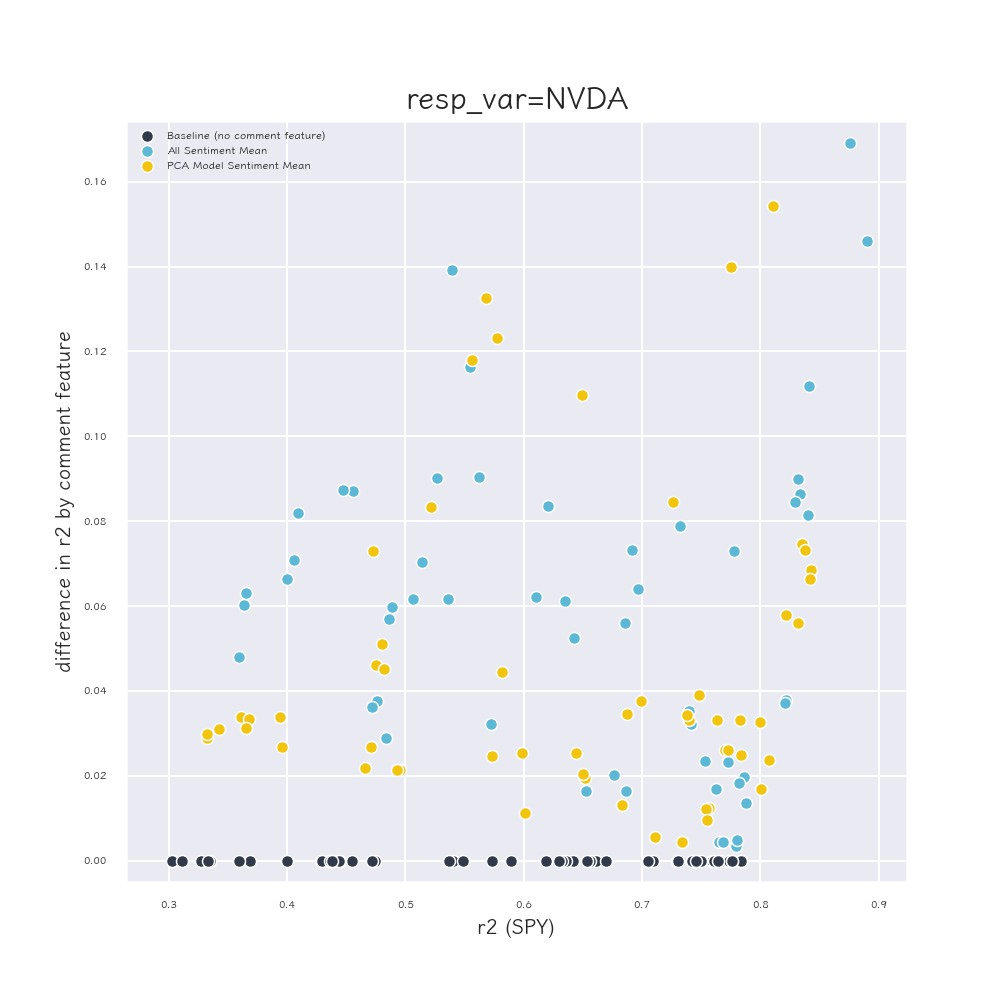 resp_var=NVDA
Baseline (no comment feature)
All Sentiment Mean
PCA Model Sentiment Mean
0.16
0.14
0.12
0.10
0.08
0.06
0.04
0.02
0.00
difference in r2 by comment feature
0.3 0.4 0.5 0.6 0.7 0.8 0.9
r2 (SPY)